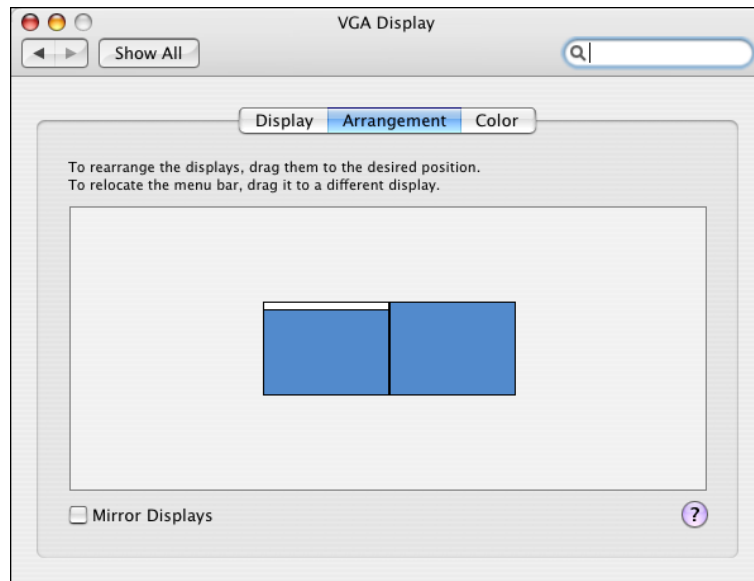 VGA Display
Show All
Display Arrangement Color
To rearrange the displays, drag them to the desired position.
To relocate the menu bar, drag it to a different display.
Mirror Displays
?